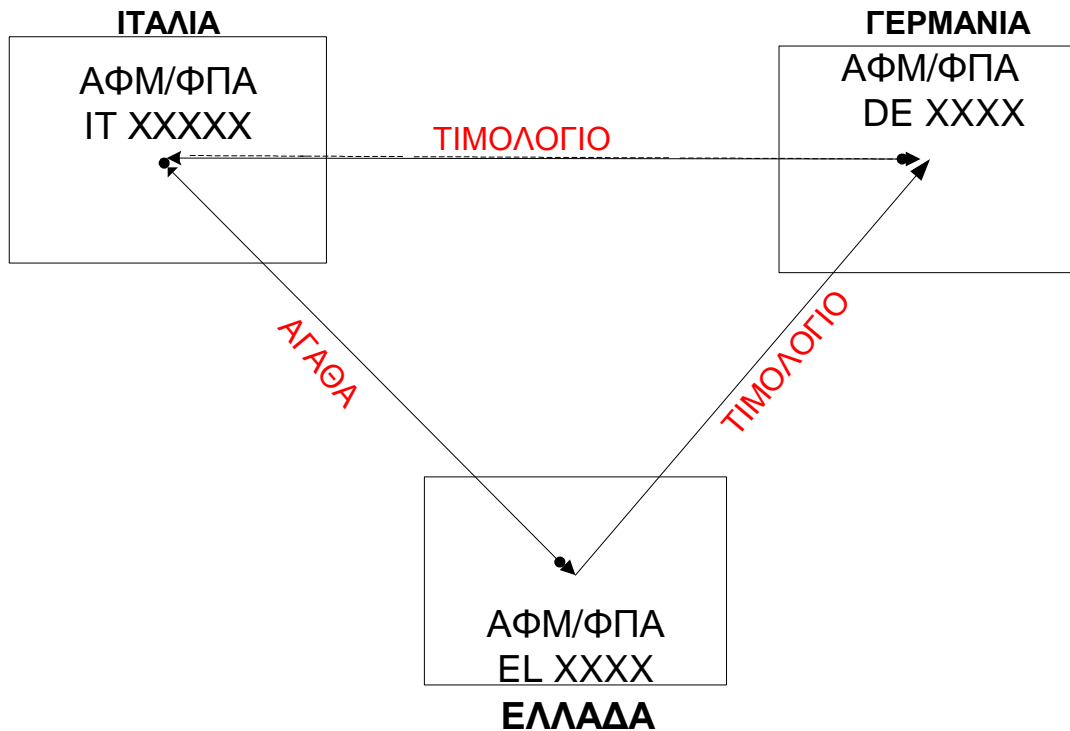 ΙΤΑΛΙΑ
ΑΦΜ/ΦΠΑ
IT XXXXX
ΓΕΡΜΑΝΙΑ
ΑΦΜ/ΦΠΑ
DE XXXX
ΤΙΜΟΛΟΓΙΟ
ΑΓΑΘΑ
ΤΙΜΟΛΟΓΙΟ
ΑΦΜ/ΦΠΑ
EL XXXX
ΕΛΛΑΔΑ